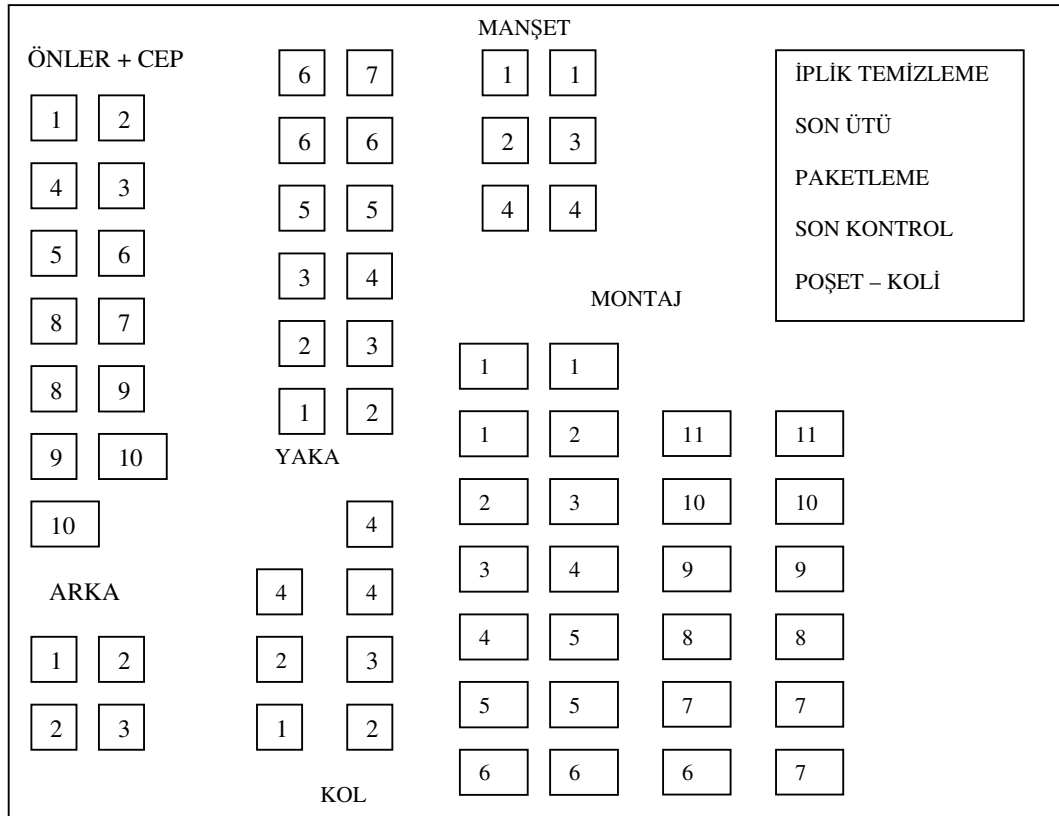 ÖNLER + CEP
1 2
4 3
5 6
8 7
8 9
9 10
10
ARKA
1 2
2 3
6 7
6 6
5 5
3 4
2 3
1 2
YAKA
4
4 4
2 3
1 2
KOL
MANŞET
1 1
2 3
4 4
MONTAJ
1 1
1 2 11 11
2 3 10 10
3 4 9 9
4 5 8 8
5 5 7 7
6 6 6 7
İPLİK TEMİZLEME
SON ÜTÜ
PAKETLEME
SON KONTROL
POŞET – KOLİ